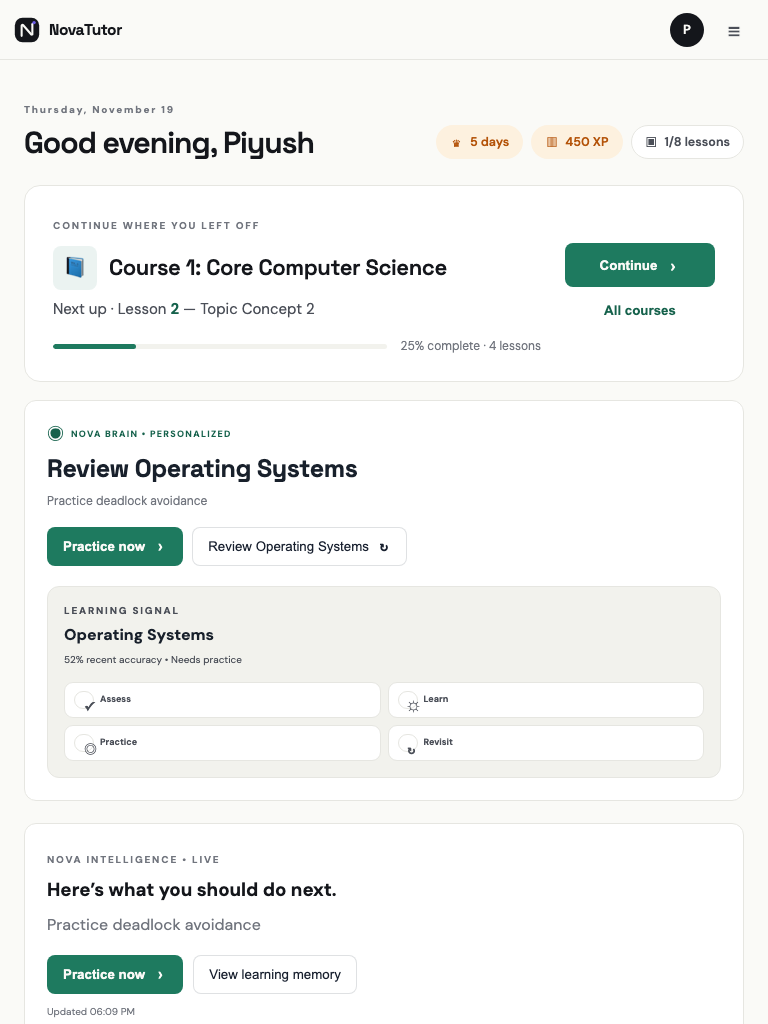 NovaTutor
P
Thursday, November 19
Good evening, Piyush
5 days
450 XP
1/8 lessons
CONTINUE WHERE YOU LEFT OFF
Course 1: Core Computer Science
Continue ›
Next up · Lesson 2 — Topic Concept 2
All courses
25% complete · 4 lessons
NOVA BRAIN • PERSONALIZED
Review Operating Systems
Practice deadlock avoidance
Practice now ›
Review Operating Systems ↻
LEARNING SIGNAL
Operating Systems
52% recent accuracy • Needs practice
Assess
Learn
Practice
Revisit
NOVA INTELLIGENCE • LIVE
Here’s what you should do next.
Practice deadlock avoidance
Practice now ›
View learning memory
Updated 06:09 PM